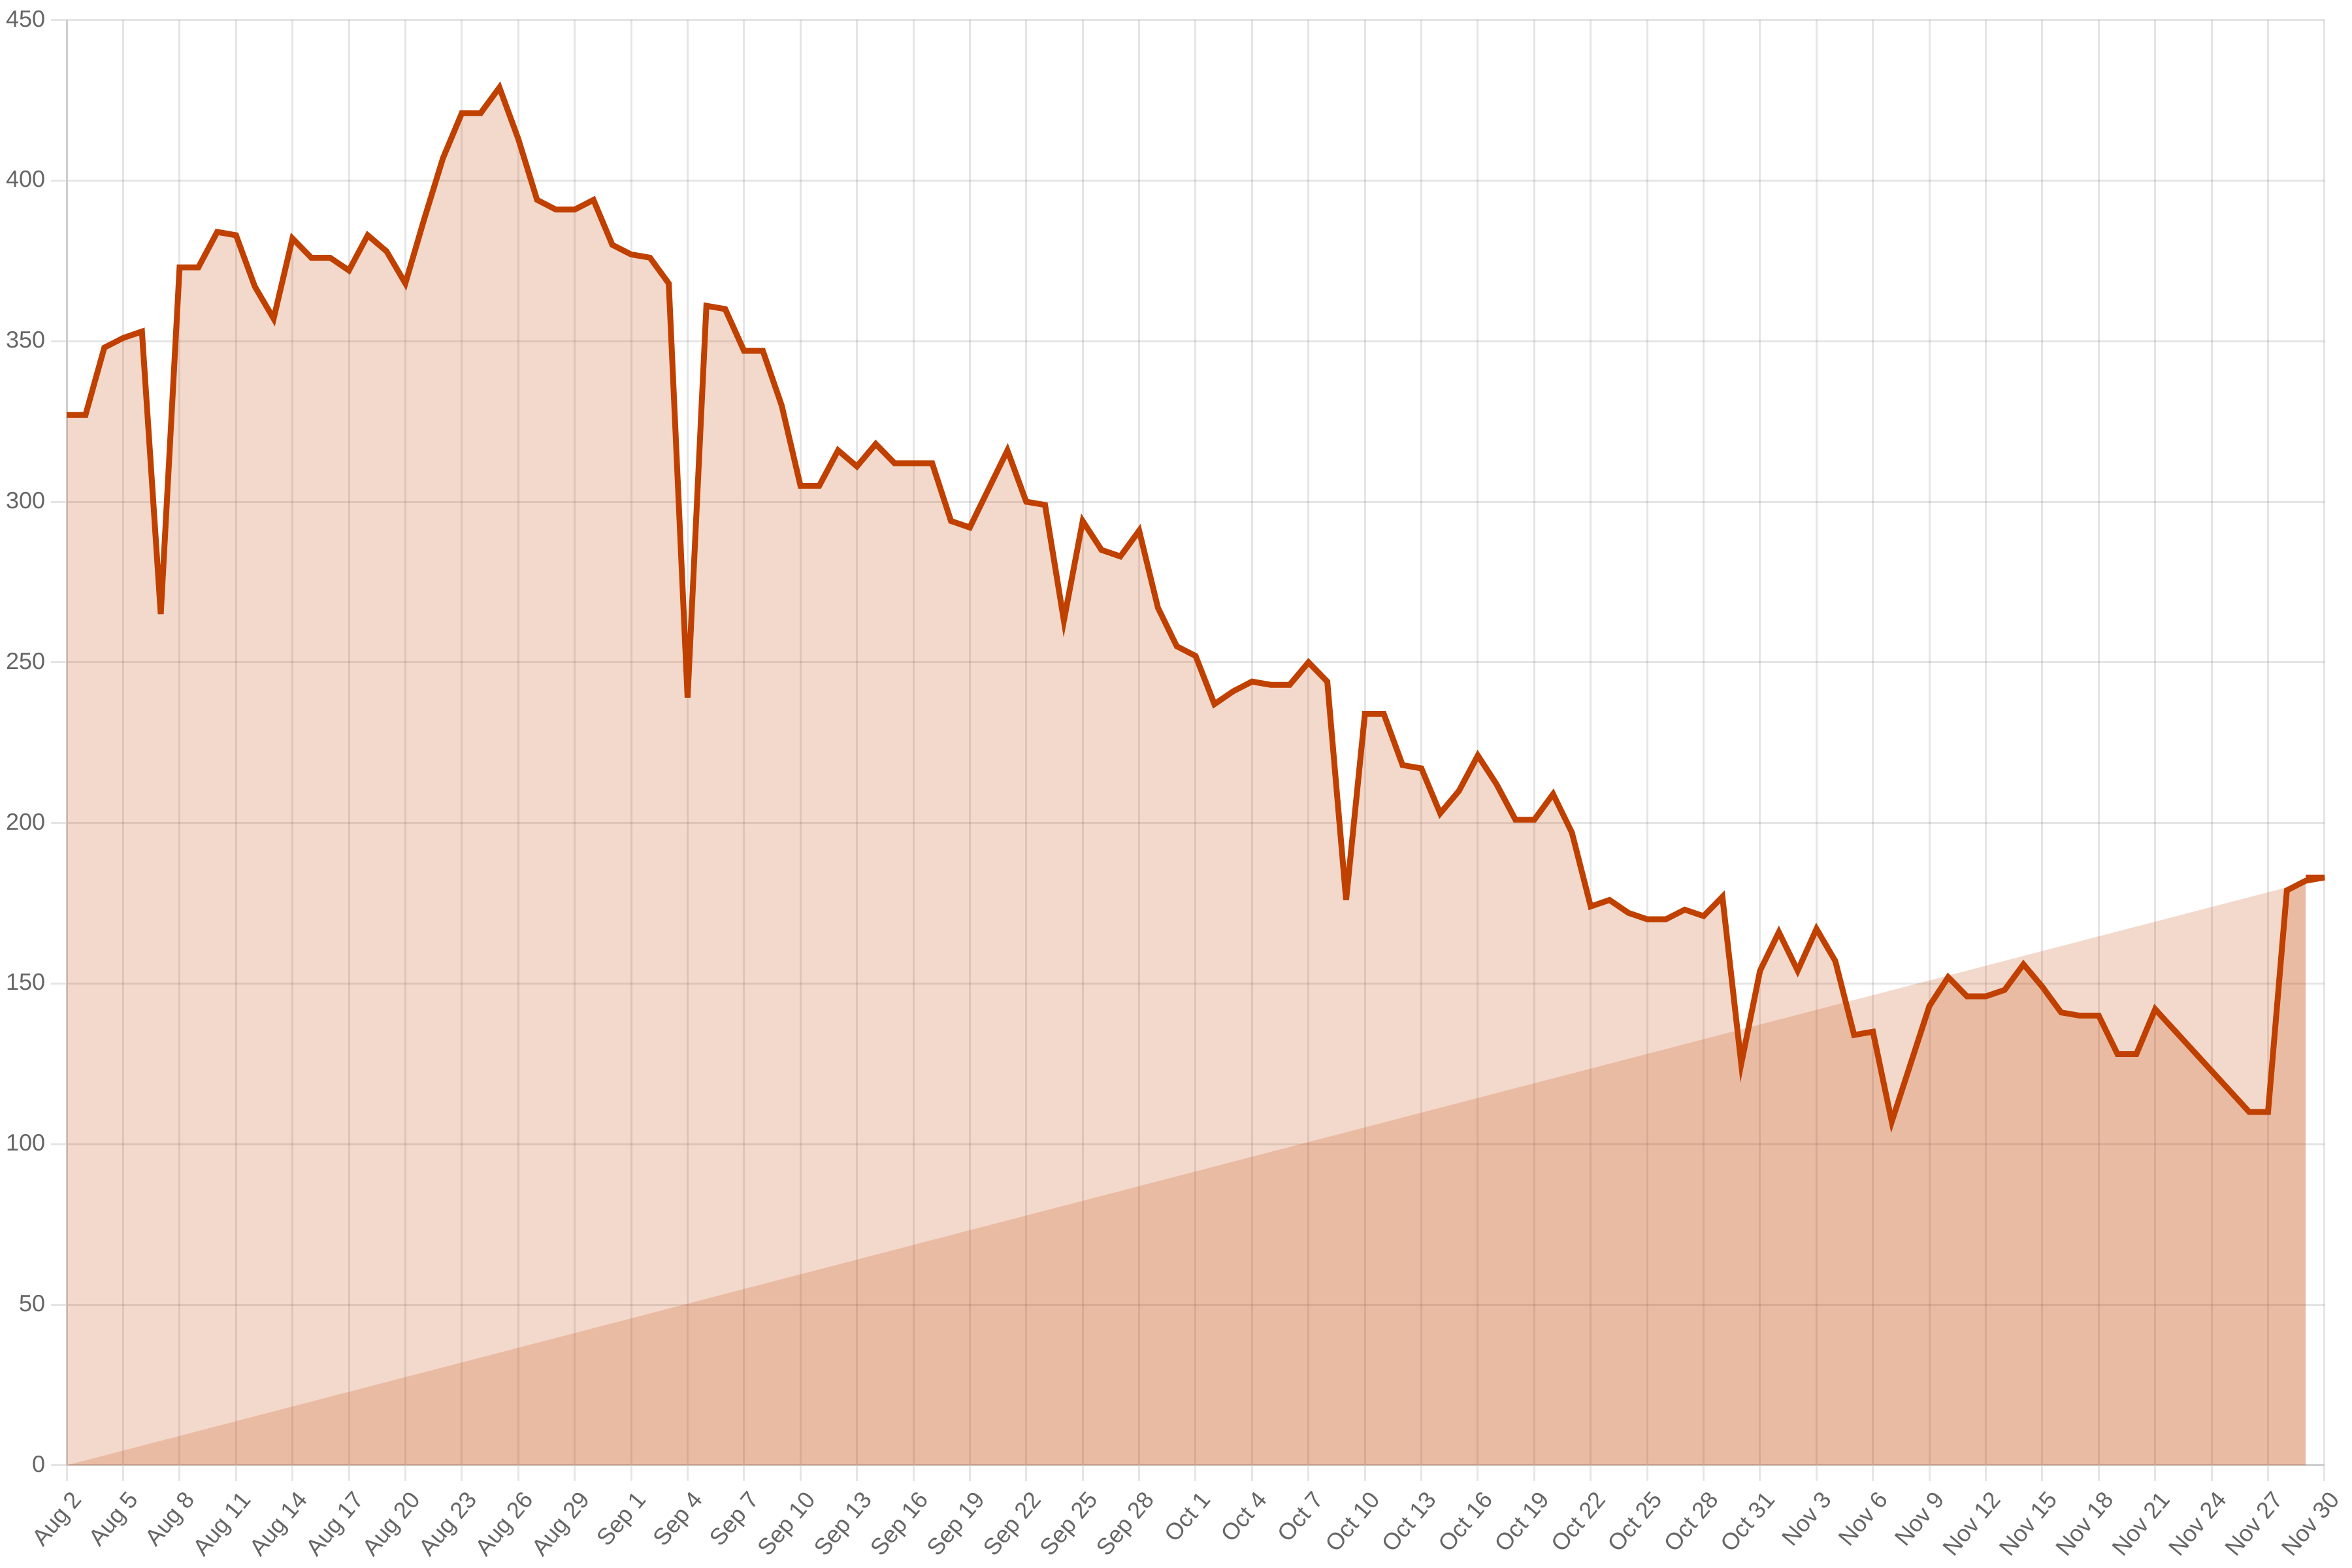 450
400
350
300
250
200
150
100
50
0
Aug 2
Aug 5
Aug 8
Aug 11
Aug 14
Aug 17
Aug 20
Aug 23
Aug 26
Aug 29
Sep 1
Sep 4
Sep 7
Sep 10
Sep 13
Sep 16
Sep 19
Sep 22
Sep 25
Sep 28
Oct 1
Oct 4
Oct 7
Oct 10
Oct 13
Oct 16
Oct 19
Oct 22
Oct 25
Oct 28
Oct 31
Nov 3
Nov 6
Nov 9
Nov 12
Nov 15
Nov 18
Nov 21
Nov 24
Nov 27
Nov 30